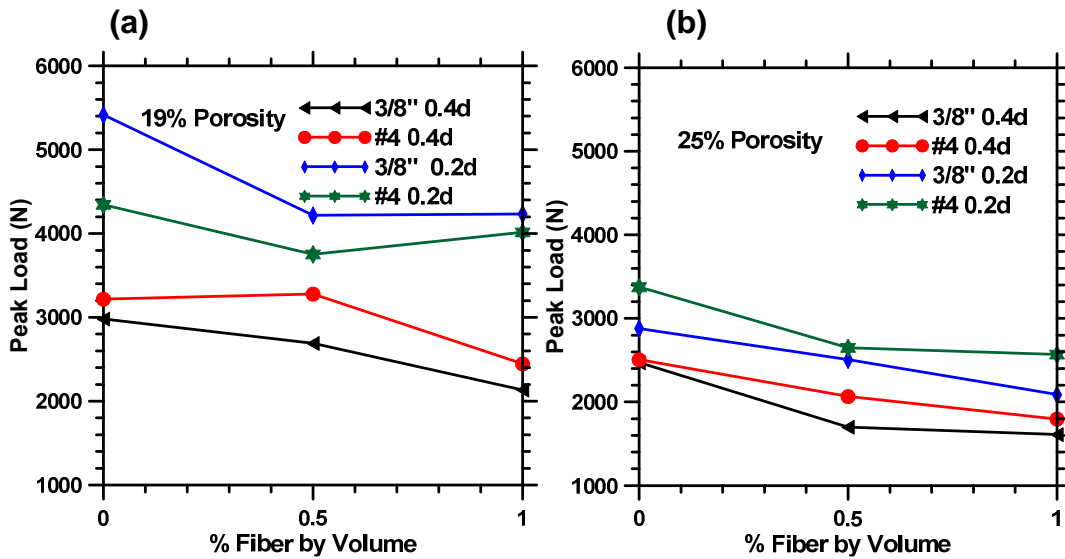 (a)
6000
5000
4000
3000
2000
1000
Peak Load (N)
19% Porosity
3/8" 0.4d
#4 0.4d
3/8" 0.2d
#4 0.2d
0 0.5 1
% Fiber by Volume
(b)
6000
5000
4000
3000
2000
1000
Peak Load (N)
25% Porosity
3/8" 0.4d
#4 0.4d
3/8" 0.2d
#4 0.2d
0 0.5 1
% Fiber by Volume